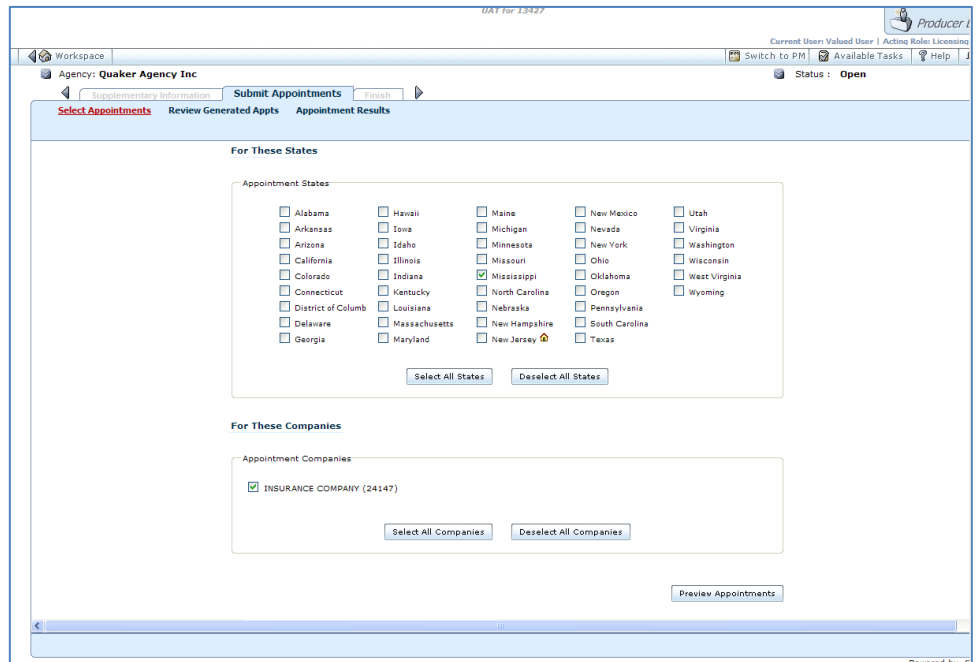 UAT for 13427
Producer
Current User: Valued User | Acting Role: Licensing
Workspace
Switch to PM
Available Tasks
Help
Agency: Quaker Agency Inc
Status : Open
Supplementary Information
Submit Appointments
Finish
Select Appointments Review Generated Appts Appointment Results
For These States
Appointment States
Alabama Hawaii Maine New Mexico Utah
Arkansas Iowa Michigan Nevada Virginia
Arizona Idaho Minnesota New York Washington
California Illinois Missouri Ohio Wisconsin
Colorado Indiana Mississippi Oklahoma West Virginia
Connecticut Kentucky North Carolina Oregon Wyoming
District of Columb Louisiana Nebraska Pennsylvania
Delaware Massachusetts New Hampshire South Carolina
Georgia Maryland New Jersey Texas
Select All States Deselect All States
For These Companies
Appointment Companies
INSURANCE COMPANY (24147)
Select All Companies Deselect All Companies
Preview Appointments
Powered by